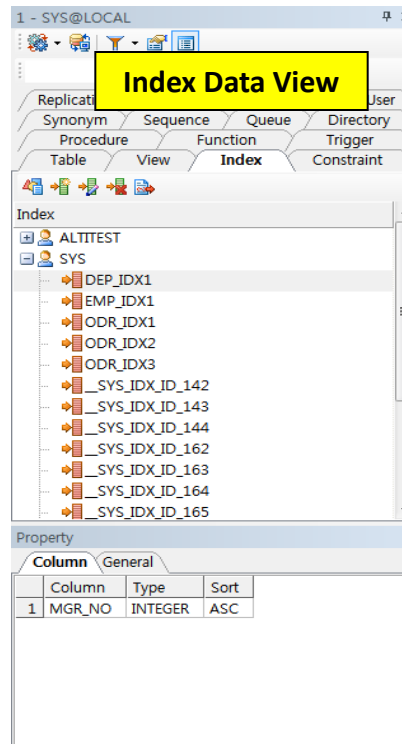 1 - SYS@LOCAL
Index Data View
Replicati User
Synonym Sequence Queue Directory
Procedure Function Trigger
Table View Index Constraint
Index
ALTITEST
SYS
DEP_IDX1
EMP_IDX1
ODR_IDX1
ODR_IDX2
ODR_IDX3
__SYS_IDX_ID_142
__SYS_IDX_ID_143
__SYS_IDX_ID_144
__SYS_IDX_ID_162
__SYS_IDX_ID_163
__SYS_IDX_ID_164
__SYS_IDX_ID_165
Property
Column General
Column Type Sort
1 MGR_NO INTEGER ASC